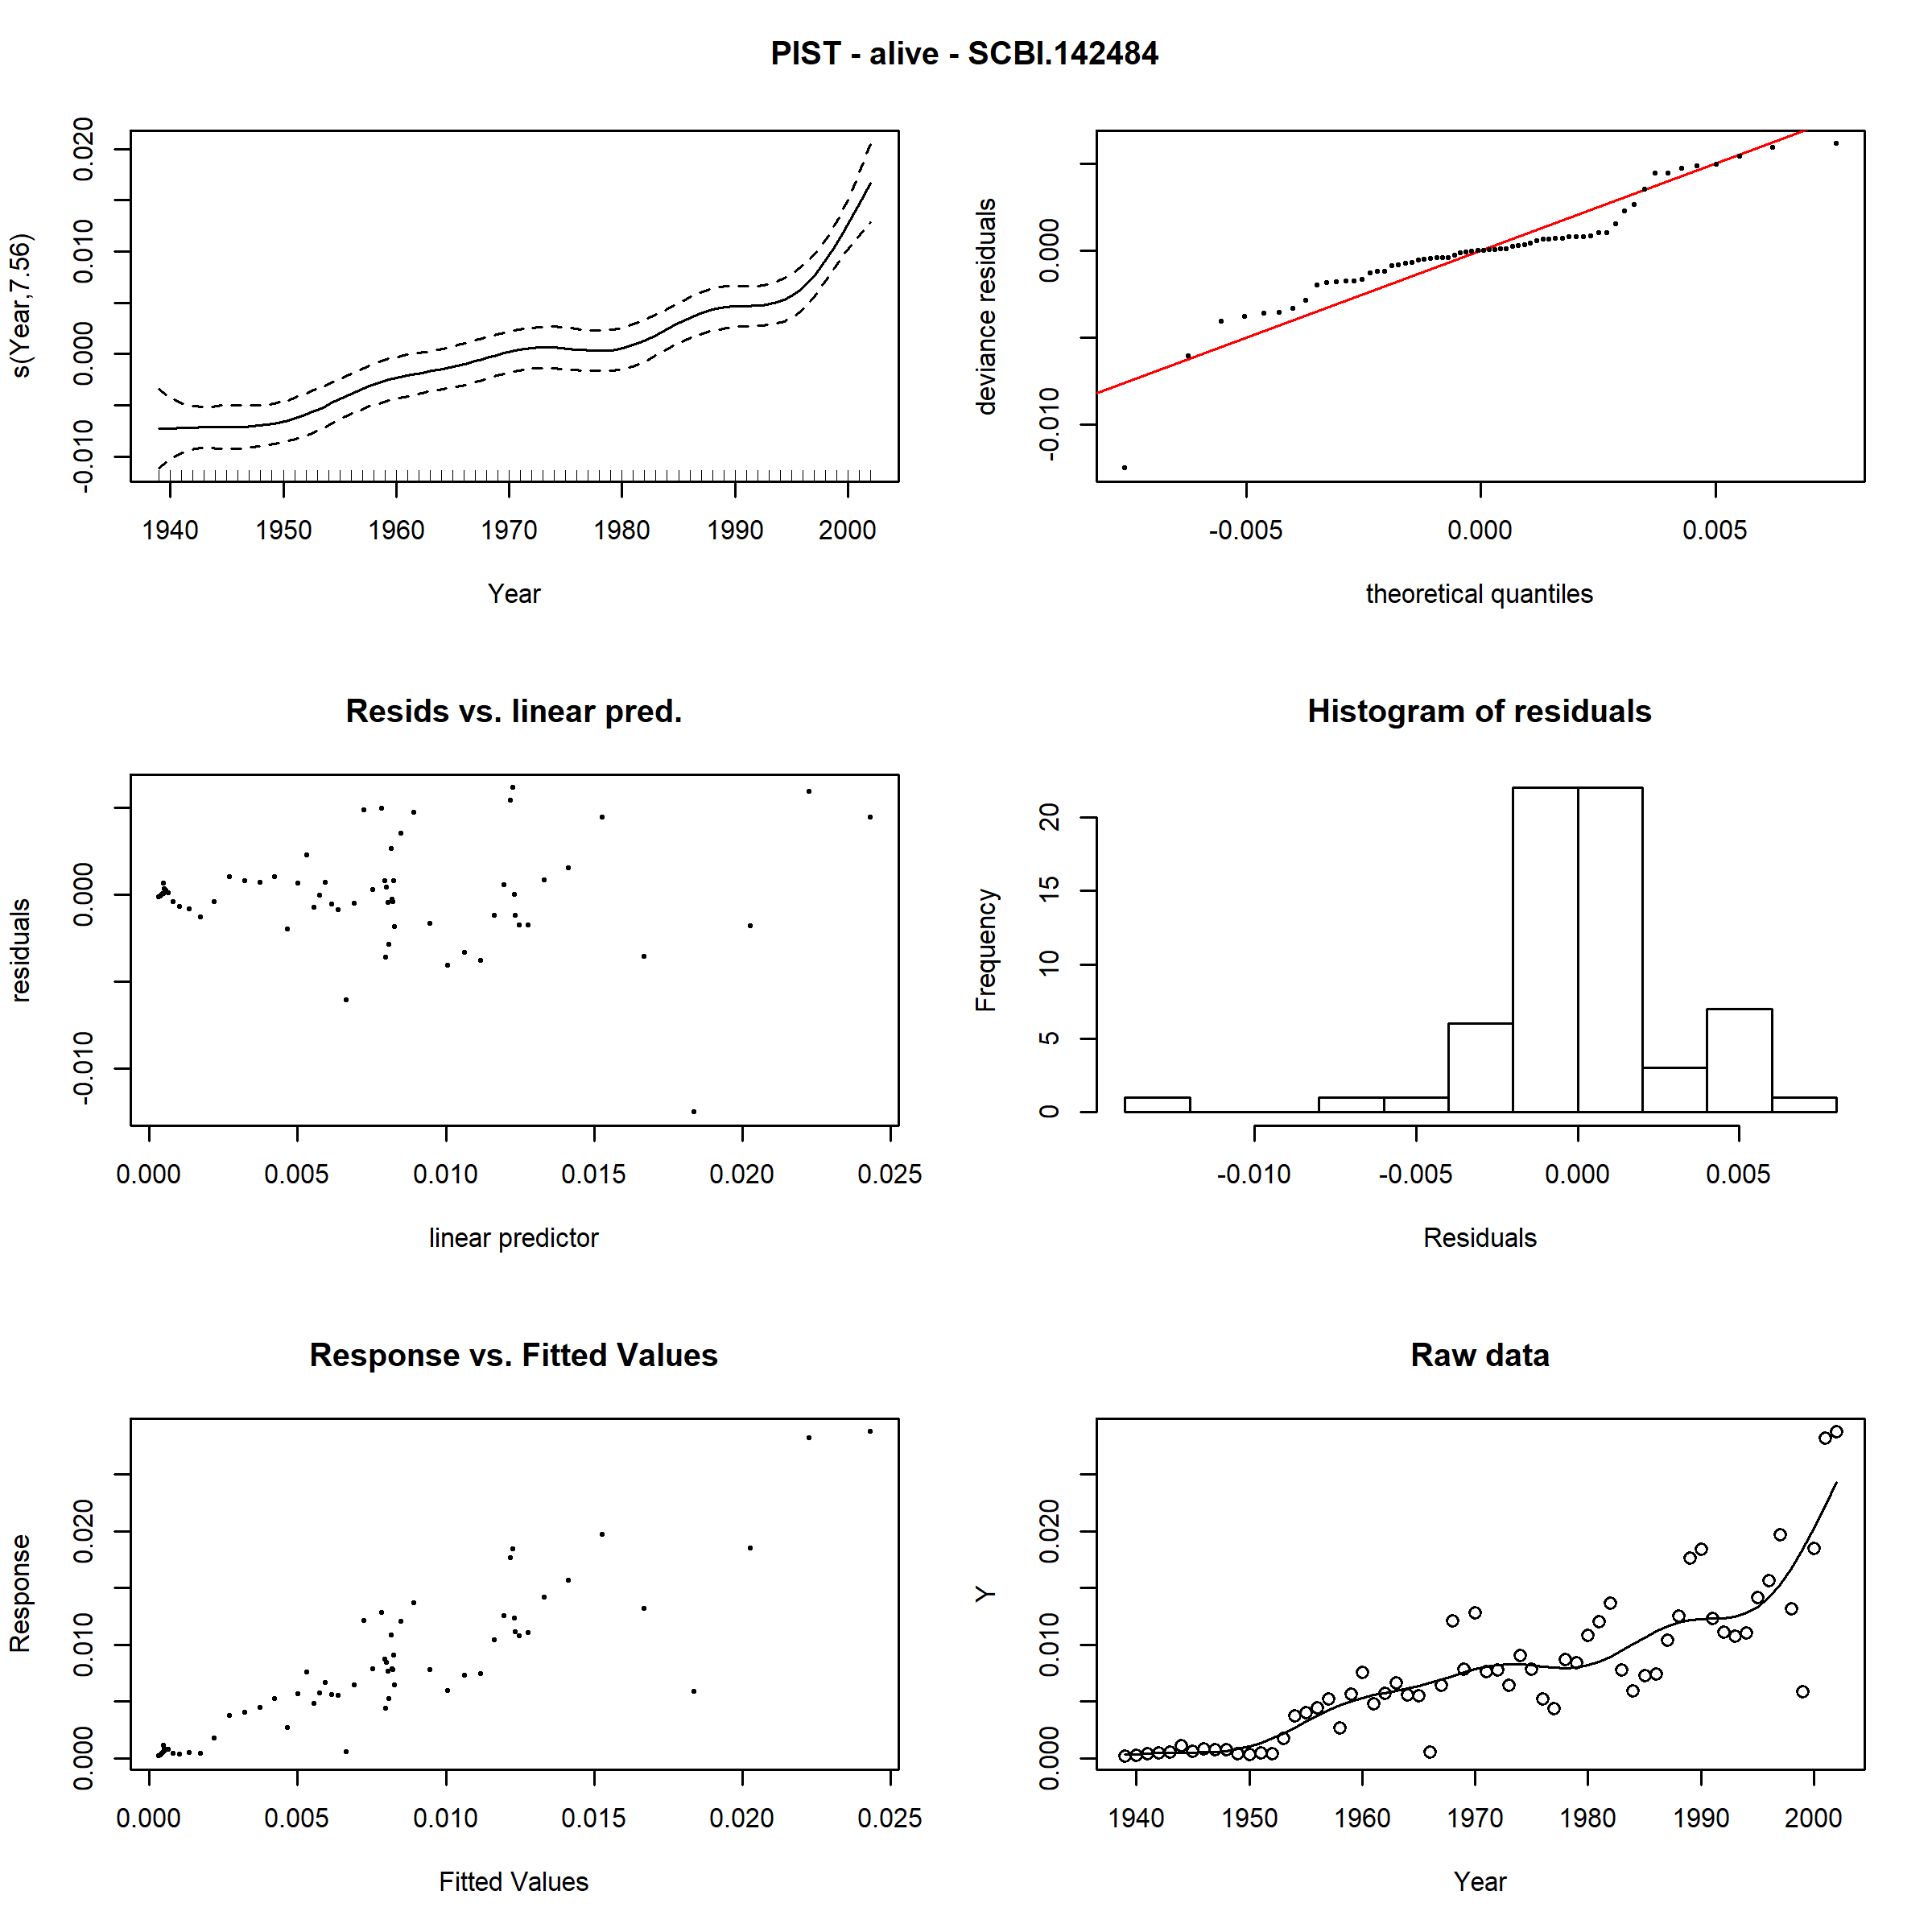 PIST - alive - SCBI.142484
s(Year,7.56)
-0.010 0.000 0.010 0.020
1940 1950 1960 1970 1980 1990 2000
Year
deviance residuals
-0.010 0.000
-0.005 0.000 0.005
theoretical quantiles
Resids vs. linear pred.
residuals
-0.010 0.000
0.000 0.005 0.010 0.015 0.020 0.025
linear predictor
Histogram of residuals
Frequency
0 5 10 15 20
-0.010 -0.005 0.000 0.005
Residuals
Response vs. Fitted Values
Response
0.000 0.010 0.020
0.000 0.005 0.010 0.015 0.020 0.025
Fitted Values
Raw data
Y
0.000 0.010 0.020
1940 1950 1960 1970 1980 1990 2000
Year